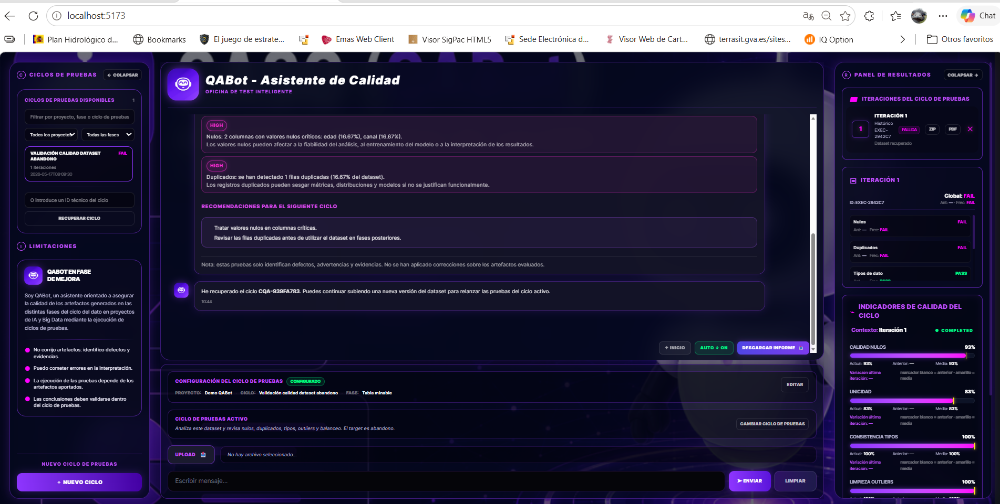 localhost:5173
Chat
Plan Hidrológico d...
Bookmarks
El juego de estrate...
Emas Web Client
Visor SigPac HTML5
Sede Electrónica d...
Visor Web de Cart...
terrasit.gva.es/sites...
IQ Option
Otros favoritos
C CICLOS DE PRUEBAS
← COLAPSAR
CICLOS DE PRUEBAS DISPONIBLES 1
Filtrar por proyecto, fase o ciclo de pruebas
Todos los proyectos
Todas las fases
VALIDACIÓN CALIDAD DATASET ABANDONO FAIL
1 Iteraciones
2026-05-17T08:09:30
O introduce un ID técnico del ciclo
RECUPERAR CICLO
I LIMITACIONES
QABOT EN FASE
DE MEJORA
Soy QABot, un asistente orientado a asegurar
la calidad de los artefactos generados en las
distintas fases del ciclo del dato en proyectos
de IA y Big Data mediante la ejecución de
ciclos de pruebas.
No corrijo artefactos: identifico defectos y
evidencias.
Puedo cometer errores en la interpretación.
La ejecución de las pruebas depende de los
artefactos aportados.
Las conclusiones deben validarse dentro
del ciclo de pruebas.
NUEVO CICLO DE PRUEBAS
+ NUEVO CICLO
QABot - Asistente de Calidad
OFICINA DE TEST INTELIGENTE
HIGH
Nulos: 2 columnas con valores nulos críticos: edad (16.67%), canal (16.67%).
Los valores nulos pueden afectar a la fiabilidad del análisis, al entrenamiento del modelo o a la interpretación de los resultados.
HIGH
Duplicados: se han detectado 1 filas duplicadas (16.67% del dataset).
Los registros duplicados pueden sesgar métricas, distribuciones y modelos si no se justifican funcionalmente.
RECOMENDACIONES PARA EL SIGUIENTE CICLO
Tratar valores nulos en columnas críticas.
Revisar las filas duplicadas antes de utilizar el dataset en fases posteriores.
Nota: estas pruebas solo identifican defectos, advertencias y evidencias. No se han aplicado correcciones sobre los artefactos evaluados.
He recuperado el ciclo CQA-939FA783. Puedes continuar subiendo una nueva versión del dataset para relanzar las pruebas del ciclo activo.
10:44
↑ INICIO
AUTO ↓ ON
DESCARGAR INFORME
CONFIGURACIÓN DEL CICLO DE PRUEBAS CONFIGURADO
PROYECTO: Demo QABot · CICLO: Validación calidad dataset abandono · FASE: Tabla minable
EDITAR
CICLO DE PRUEBAS ACTIVO
Analiza este dataset y revisa nulos, duplicados, tipos, outliers y balanceo. El target es abandono.
CAMBIAR CICLO DE PRUEBAS
UPLOAD
No hay archivo seleccionado...
Escribir mensaje...
➤ ENVIAR
LIMPIAR
R PANEL DE RESULTADOS
COLAPSAR →
ITERACIONES DEL CICLO DE PRUEBAS
1
ITERACIÓN 1
Histórico
EXEC-
2942C7
Dataset recuperado
FALLIDA
ZIP
PDF
✕
ITERACIÓN 1
Global: FAIL
ID: EXEC-2942C7
Ant: — · Frec: FAIL
Nulos FAIL
Ant: — Frec: FAIL
Duplicados FAIL
Ant: — Frec: FAIL
Tipos de dato PASS
INDICADORES DE CALIDAD DEL
CICLO
Contexto: Iteración 1 ● COMPLETED
CALIDAD NULOS 93%
Actual: 93% Anterior: — Media: 93%
Variación última iteración: — marcador blanco = anterior · amarillo = media
UNICIDAD 83%
Actual: 83% Anterior: — Media: 83%
Variación última iteración: — marcador blanco = anterior · amarillo = media
CONSISTENCIA TIPOS 100%
Actual: 100% Anterior: — Media: 100%
Variación última iteración: — marcador blanco = anterior · amarillo = media
LIMPIEZA OUTLIERS 100%